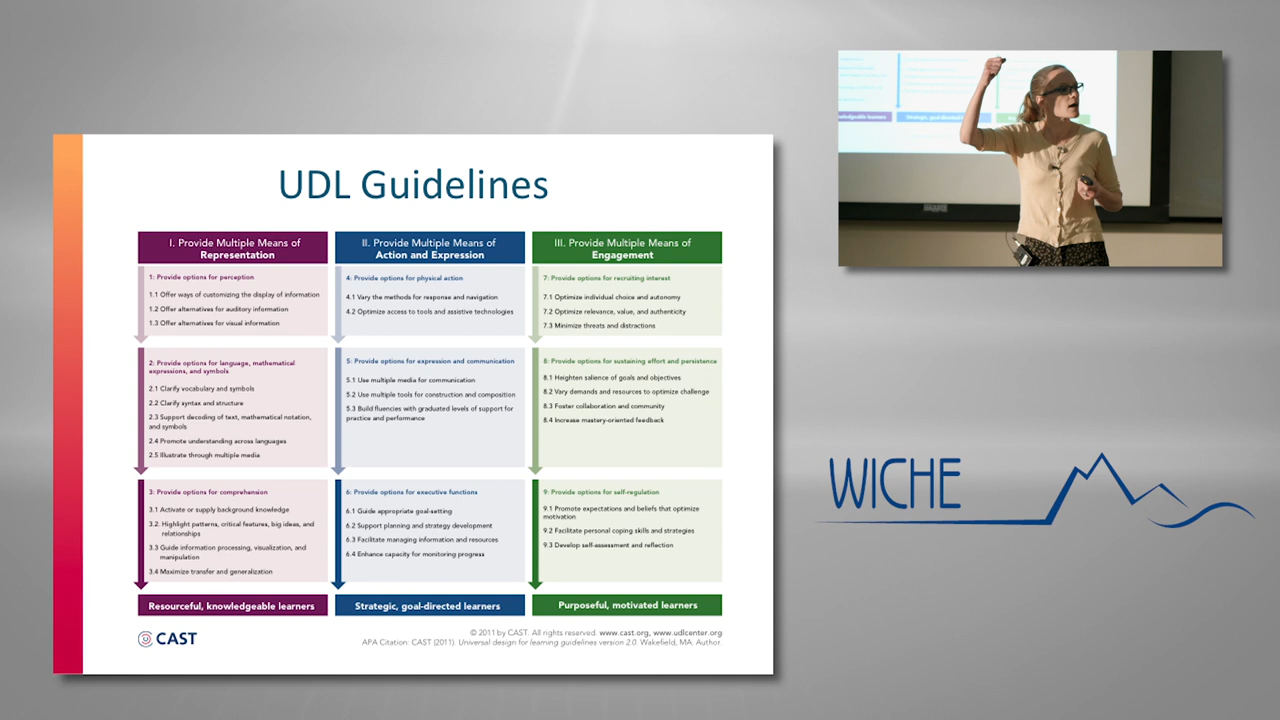 UDL Guidelines
I. Provide Multiple Means of
Representation
1: Provide options for perception
1.1 Offer ways of customizing the display of information
1.2 Offer alternatives for auditory information
1.3 Offer alternatives for visual information
2: Provide options for language, mathematical
expressions, and symbols
2.1 Clarify vocabulary and symbols
2.2 Clarify syntax and structure
2.3 Support decoding of text, mathematical notation,
and symbols
2.4 Promote understanding across languages
2.5 Illustrate through multiple media
3: Provide options for comprehension
3.1 Activate or supply background knowledge
3.2. Highlight patterns, critical features, big ideas, and
relationships
3.3 Guide information processing, visualization, and
manipulation
3.4 Maximize transfer and generalization
Resourceful, knowledgeable learners
II. Provide Multiple Means of
Action and Expression
4: Provide options for physical action
4.1 Vary the methods for response and navigation
4.2 Optimize access to tools and assistive technologies
5: Provide options for expression and communication
5.1 Use multiple media for communication
5.2 Use multiple tools for construction and composition
5.3 Build fluencies with graduated levels of support for
practice and performance
6: Provide options for executive functions
6.1 Guide appropriate goal-setting
6.2 Support planning and strategy development
6.3 Facilitate managing information and resources
6.4 Enhance capacity for monitoring progress
Strategic, goal-directed learners
III. Provide Multiple Means of
Engagement
7: Provide options for recruiting interest
7.1 Optimize individual choice and autonomy
7.2 Optimize relevance, value, and authenticity
7.3 Minimize threats and distractions
8: Provide options for sustaining effort and persistence
8.1 Heighten salience of goals and objectives
8.2 Vary demands and resources to optimize challenge
8.3 Foster collaboration and community
8.4 Increase mastery-oriented feedback
9: Provide options for self-regulation
9.1 Promote expectations and beliefs that optimize
motivation
9.2 Facilitate personal coping skills and strategies
9.3 Develop self-assessment and reflection
Purposeful, motivated learners
CAST
© 2011 by CAST. All rights reserved. www.cast.org, www.udlcenter.org
APA Citation: CAST (2011). Universal design for learning guidelines version 2.0. Wakefield, MA: Author.
WICHE